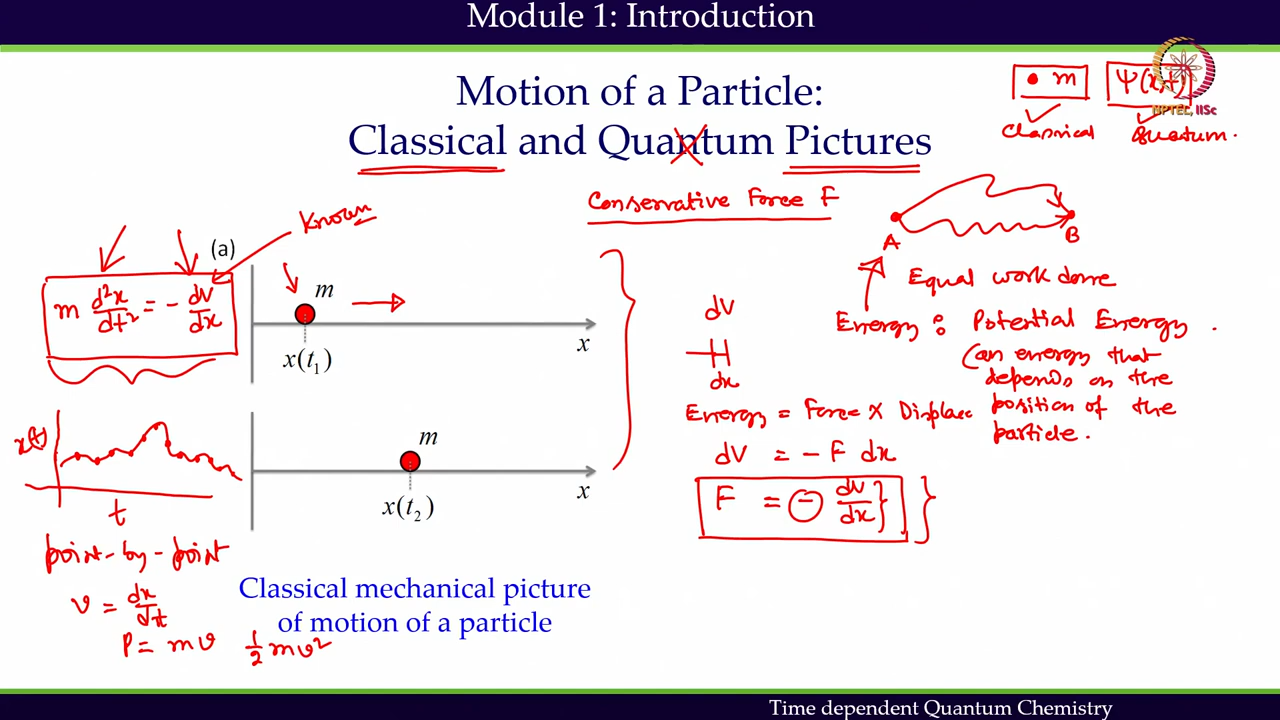 Module 1: Introduction
Motion of a Particle:
Classical and Quantum Pictures
• m
Ψ(x,t)
NPTEL, IISc
Classical
Quantum.
Conservative Force F
Known
(a)
m d²x/dt² = - dV/dx
m
x(t₁)
x
A
B
Equal work done
Energy : Potential Energy .
(an energy that
depends on the
position of the
particle.
dV
dx
Energy = Force × Displace
dV = - F dx
F = - dV/dx
x(t)
t
m
x(t₂)
x
point-by-point
v = dx/dt
P = mv
½ mv²
Classical mechanical picture
of motion of a particle
Time dependent Quantum Chemistry